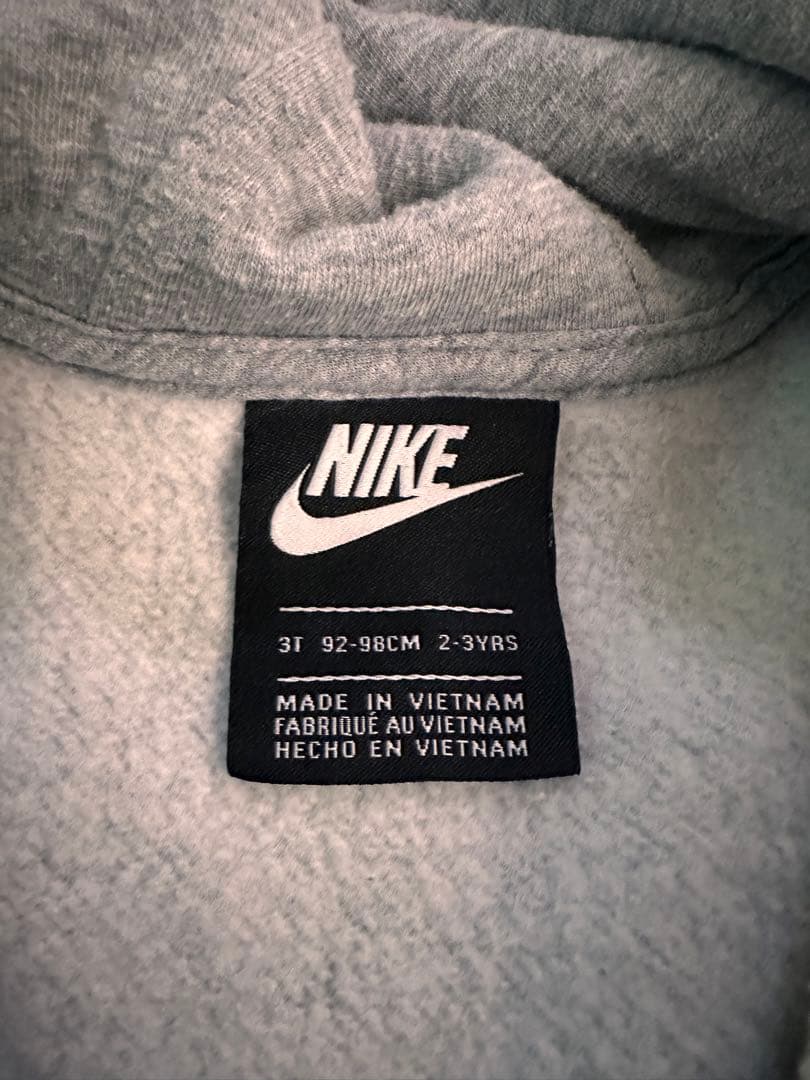 NIKE
3T 92-98CM 2-3YRS
MADE IN VIETNAM
FABRIQUÉ AU VIETNAM
HECHO EN VIETNAM